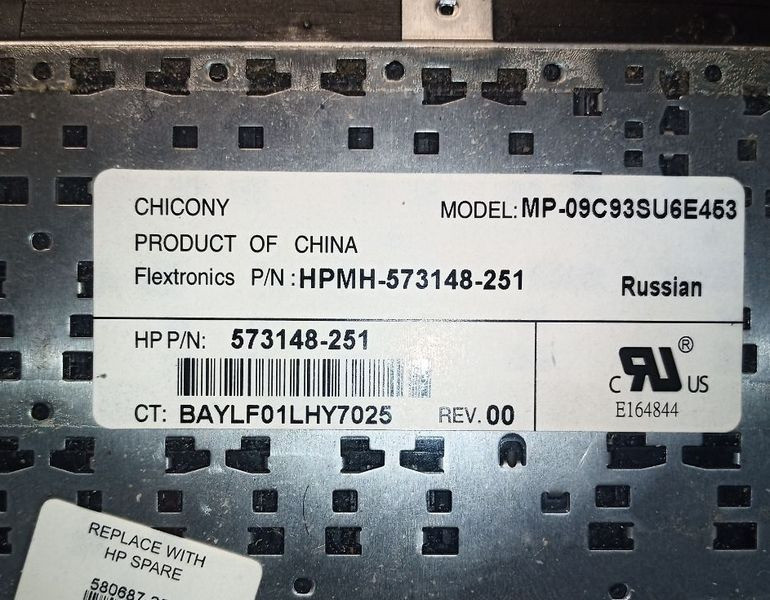 CHICONY MODEL: MP-09C93SU6E453
PRODUCT OF CHINA
Flextronics P/N : HPMH-573148-251 Russian
HP P/N: 573148-251
CT: BAYLF01LHY7025 REV. 00
c RU ® US
E164844
REPLACE WITH
HP SPARE